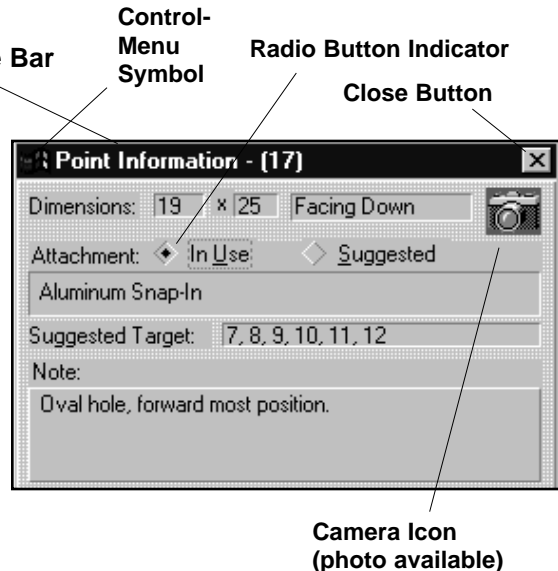 Control-
Menu
Symbol
Bar
Radio Button Indicator
Close Button
Point Information - (17)
Dimensions: 19 x 25 Facing Down
Attachment: In Use Suggested
Aluminum Snap-In
Suggested Target: 7, 8, 9, 10, 11, 12
Note:
Oval hole, forward most position.
Camera Icon
(photo available)